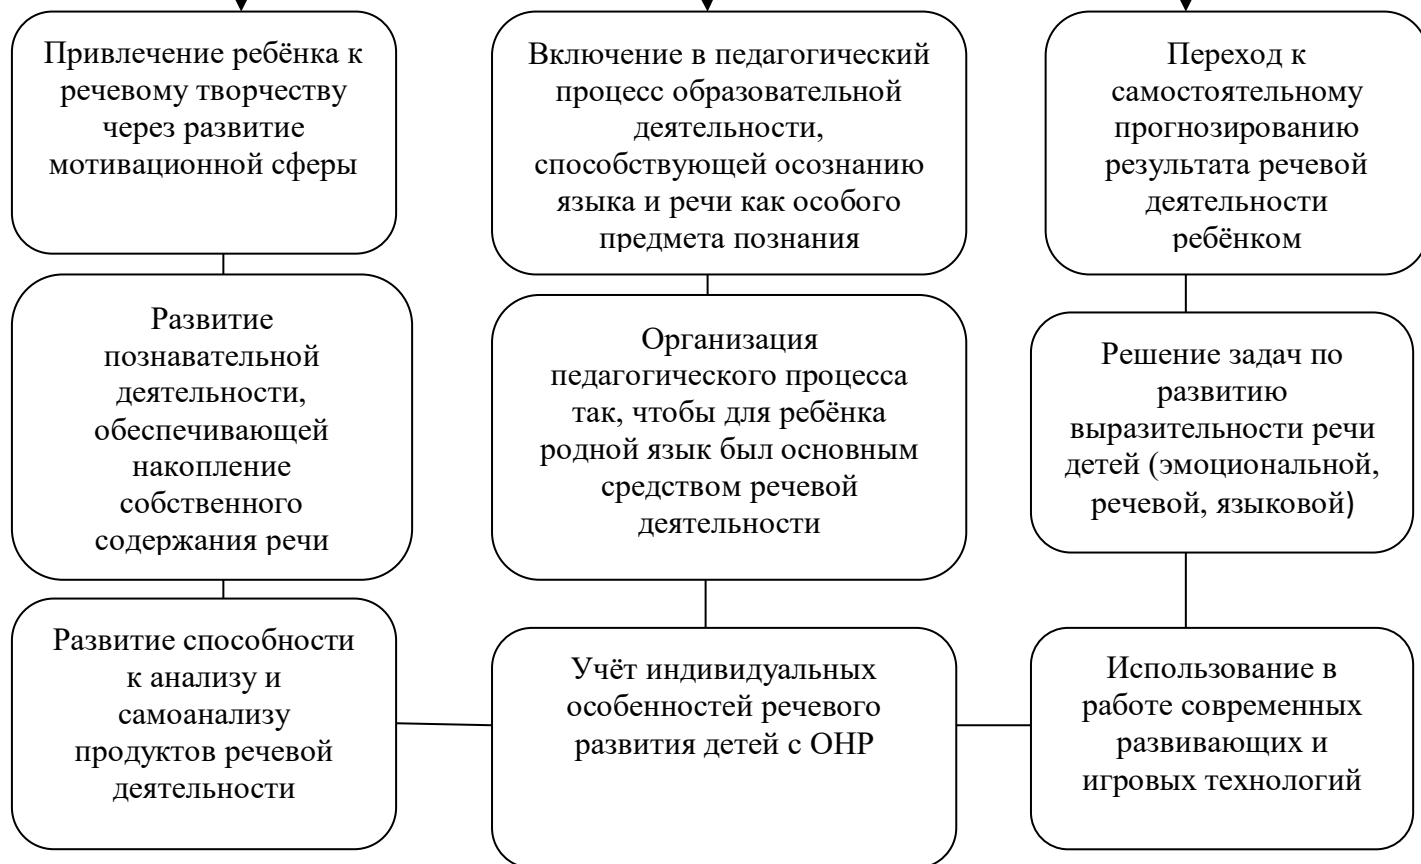 Привлечение ребёнка к
речевому творчеству
через развитие
мотивационной сферы
Включение в педагогический
процесс образовательной
деятельности,
способствующей осознанию
языка и речи как особого
предмета познания
Переход к
самостоятельному
прогнозированию
результата речевой
деятельности
ребёнком
Развитие
познавательной
деятельности,
обеспечивающей
накопление
собственного
содержания речи
Организация
педагогического процесса
так, чтобы для ребёнка
родной язык был основным
средством речевой
деятельности
Решение задач по
развитию
выразительности речи
детей (эмоциональной,
речевой, языковой)
Развитие способности
к анализу и
самоанализу
продуктов речевой
деятельности
Учёт индивидуальных
особенностей речевого
развития детей с ОНР
Использование в
работе современных
развивающих и
игровых технологий